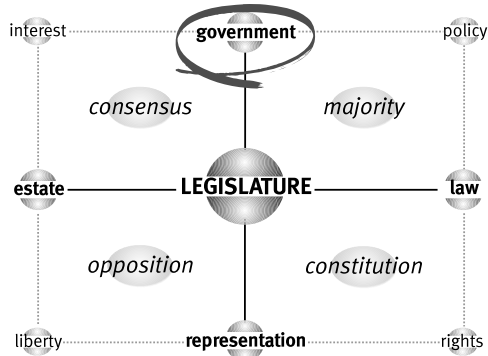 interest government policy
consensus majority
estate LEGISLATURE law
opposition constitution
liberty representation rights